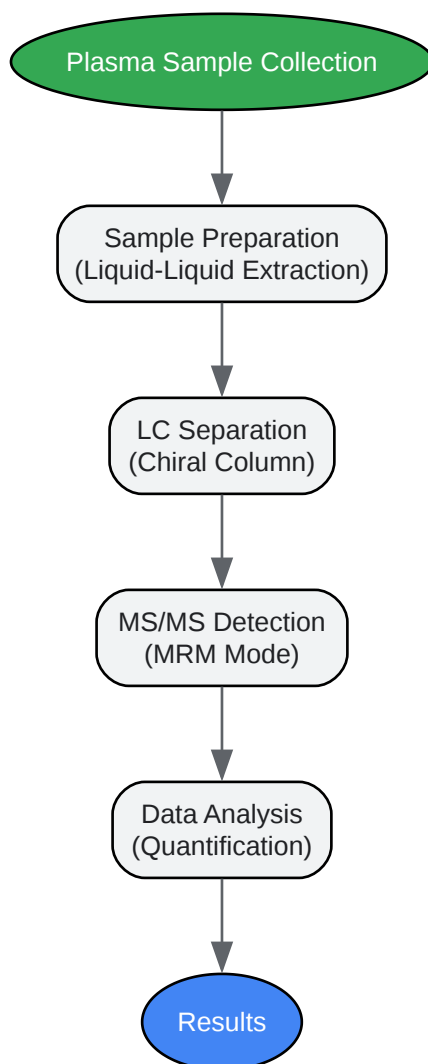 Plasma Sample Collection
Sample Preparation
(Liquid-Liquid Extraction)
LC Separation
(Chiral Column)
MS/MS Detection
(MRM Mode)
Data Analysis
(Quantification)
Results